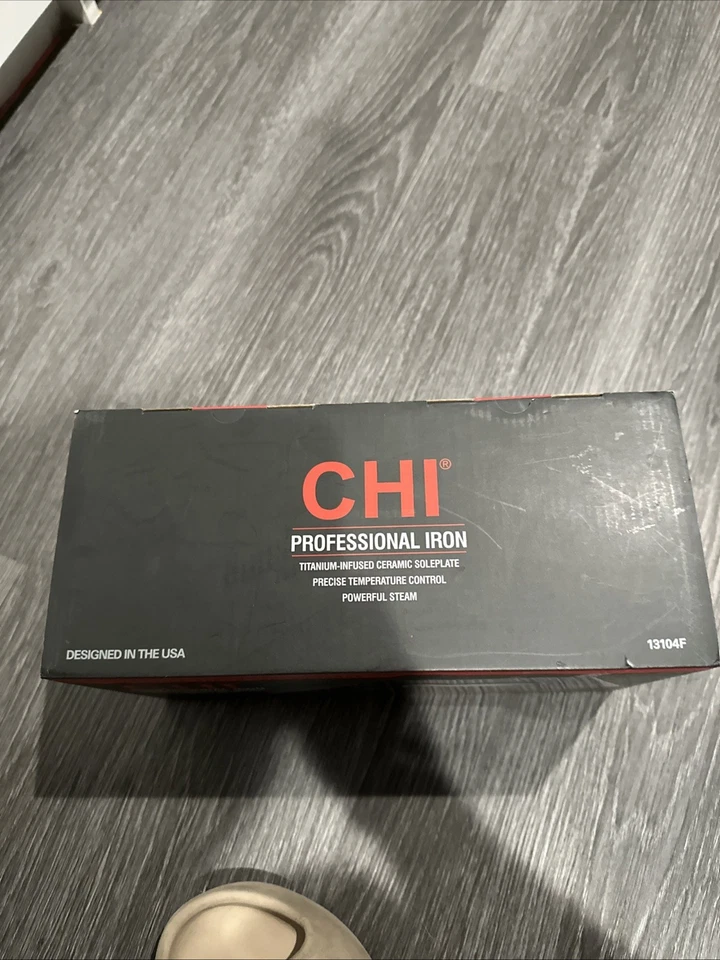 CHI®
PROFESSIONAL IRON
TITANIUM-INFUSED CERAMIC SOLEPLATE
PRECISE TEMPERATURE CONTROL
POWERFUL STEAM
DESIGNED IN THE USA
13104F